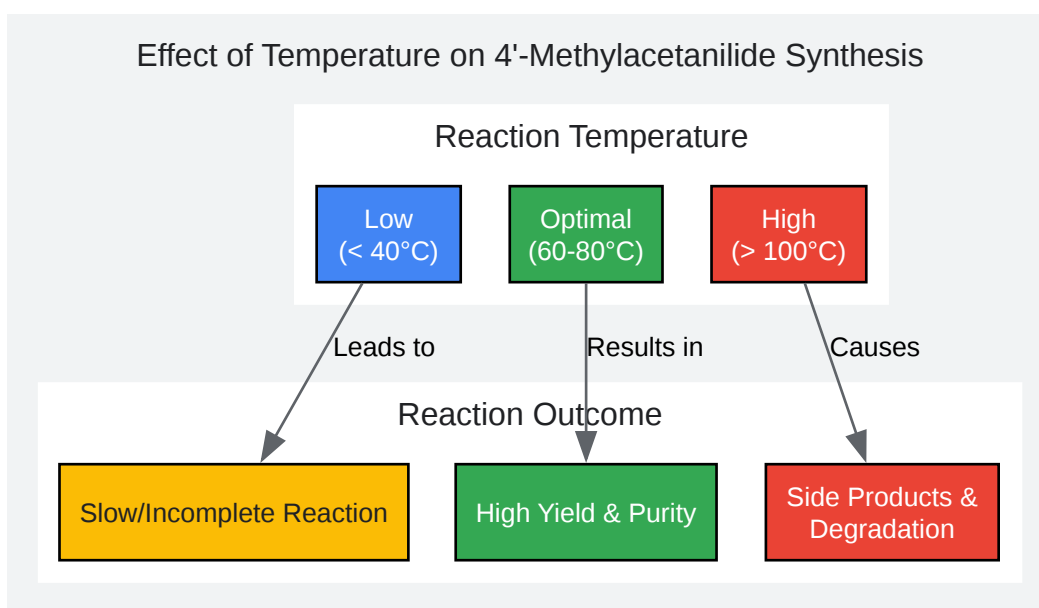 Effect of Temperature on 4'-Methylacetanilide Synthesis
Reaction Temperature
Low
(< 40°C)
Optimal
(60-80°C)
High
(> 100°C)
Leads to
Results in
Causes
Reaction Outcome
Slow/Incomplete Reaction
High Yield & Purity
Side Products &
Degradation